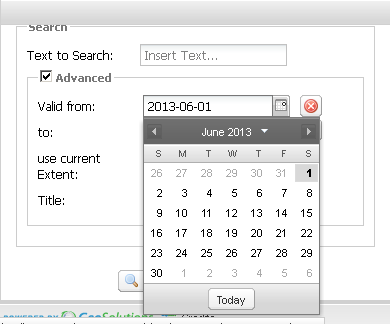 Search
Text to Search: Insert Text...
Advanced
Valid from: 2013-06-01
to:
use current
Extent:
Title:
June 2013
S M T W T F S
26 27 28 29 30 31 1
2 3 4 5 6 7 8
9 10 11 12 13 14 15
16 17 18 19 20 21 22
23 24 25 26 27 28 29
30 1 2 3 4 5 6
Today
POWERED BY GeoSolutions Credits